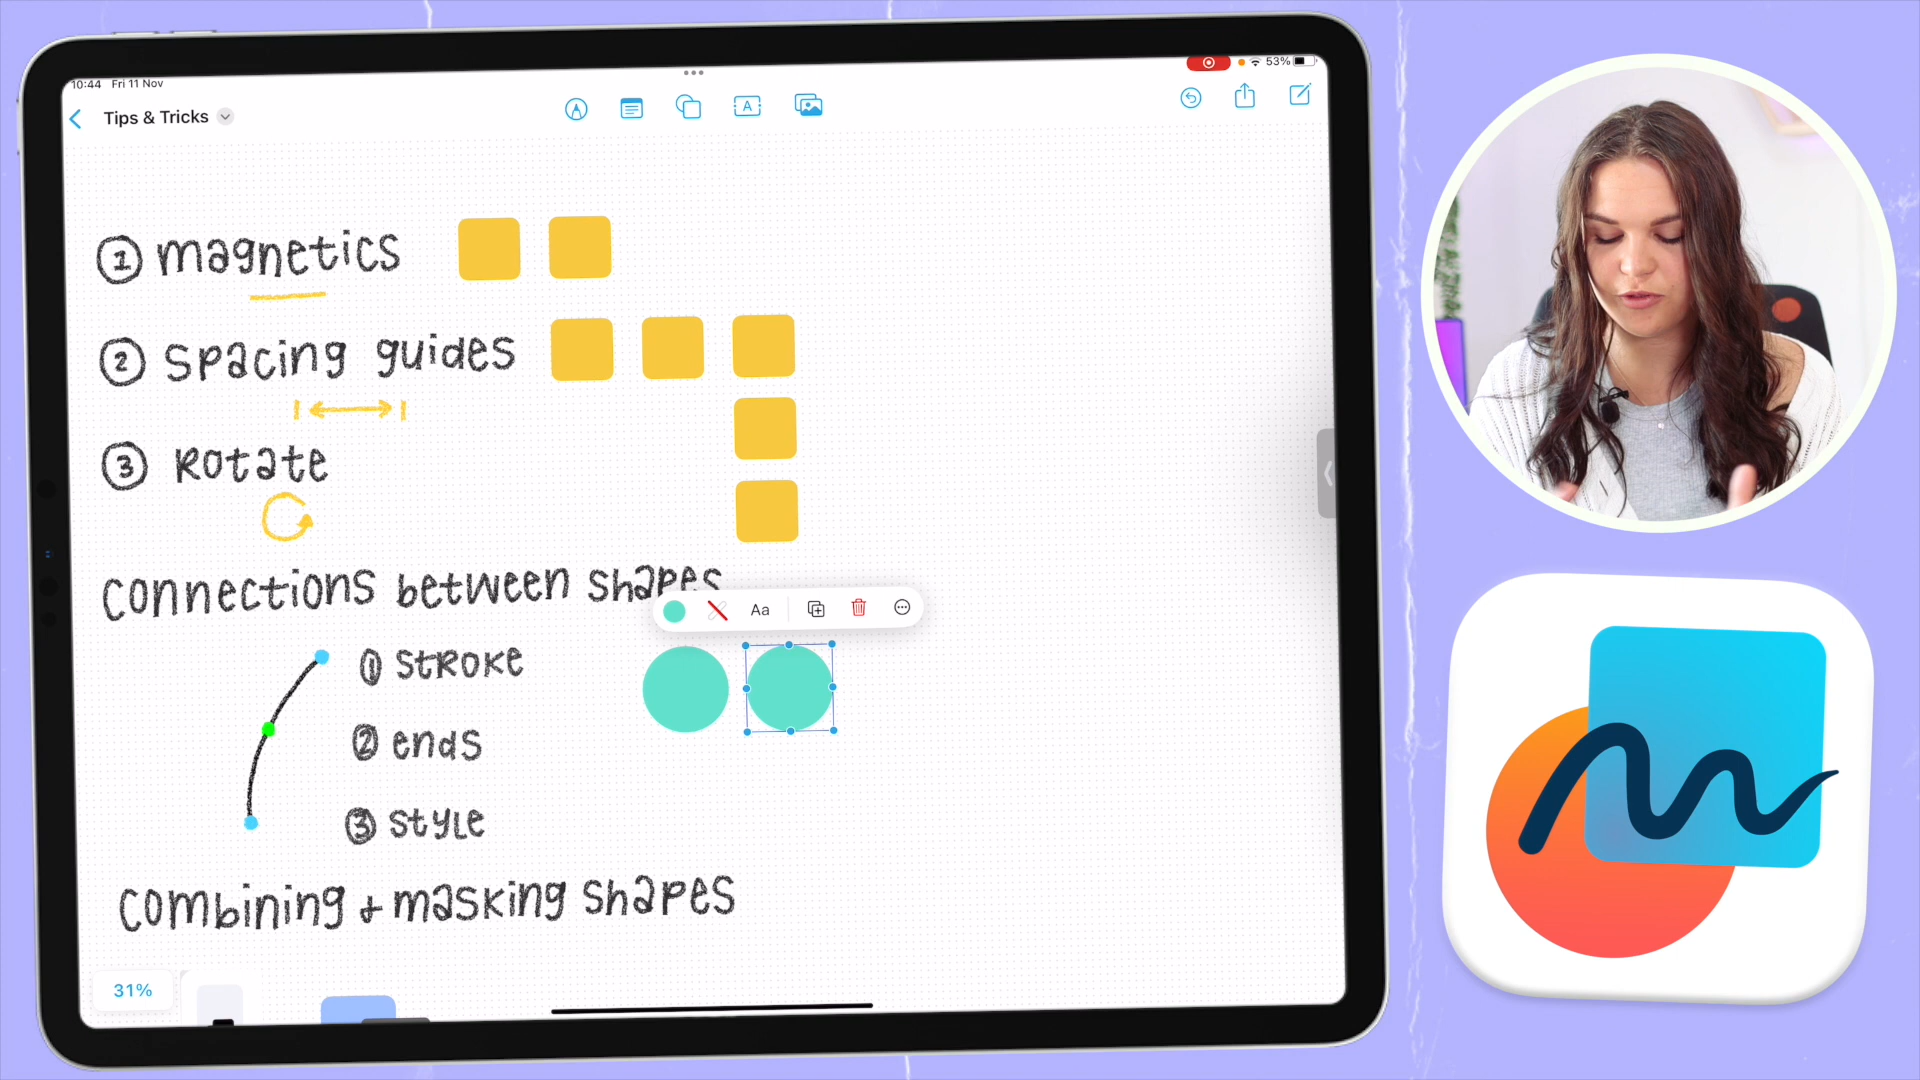 10:44 Fri 11 Nov
53%
Tips & Tricks
A
① magnetics
② spacing guides
③ Rotate
connections between shapes
Aa
① stroke
② ends
③ style
combining + masking shapes
31%